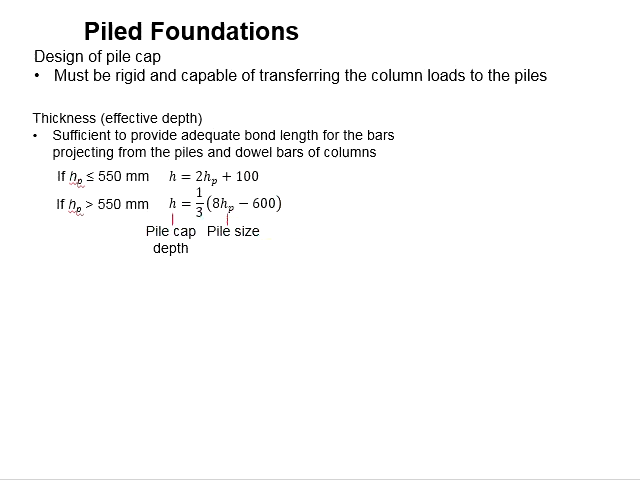 Piled Foundations
Design of pile cap
• Must be rigid and capable of transferring the column loads to the piles
Thickness (effective depth)
• Sufficient to provide adequate bond length for the bars
projecting from the piles and dowel bars of columns
If hₚ ≤ 550 mm h = 2hₚ + 100
If hₚ > 550 mm h = 1/3 (8hₚ − 600)
Pile cap Pile size
depth